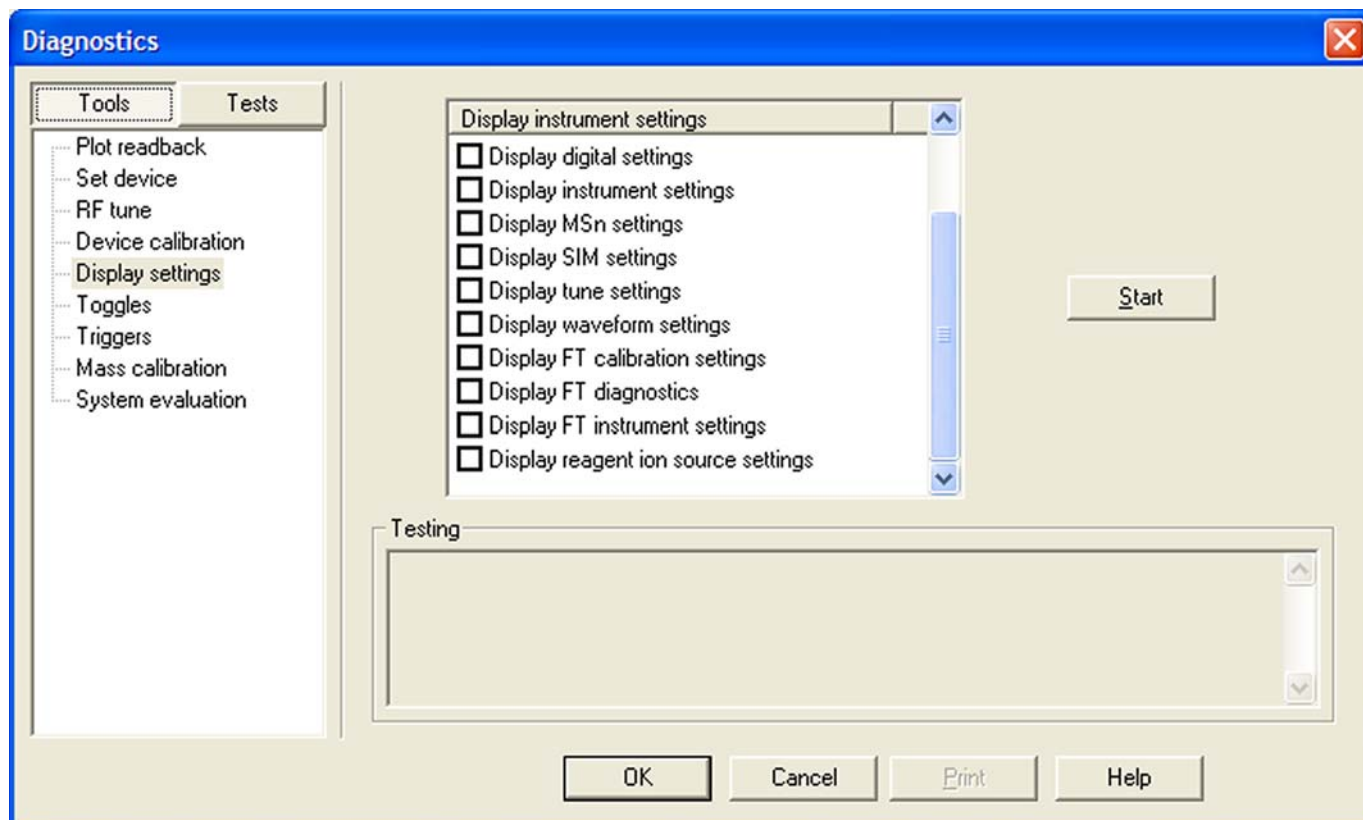 Diagnostics
Tools
Tests
Plot readback
Set device
RF tune
Device calibration
Display settings
Toggles
Triggers
Mass calibration
System evaluation
Display instrument settings
Display digital settings
Display instrument settings
Display MSn settings
Display SIM settings
Display tune settings
Display waveform settings
Display FT calibration settings
Display FT diagnostics
Display FT instrument settings
Display reagent ion source settings
Start
Testing
OK
Cancel
Print
Help